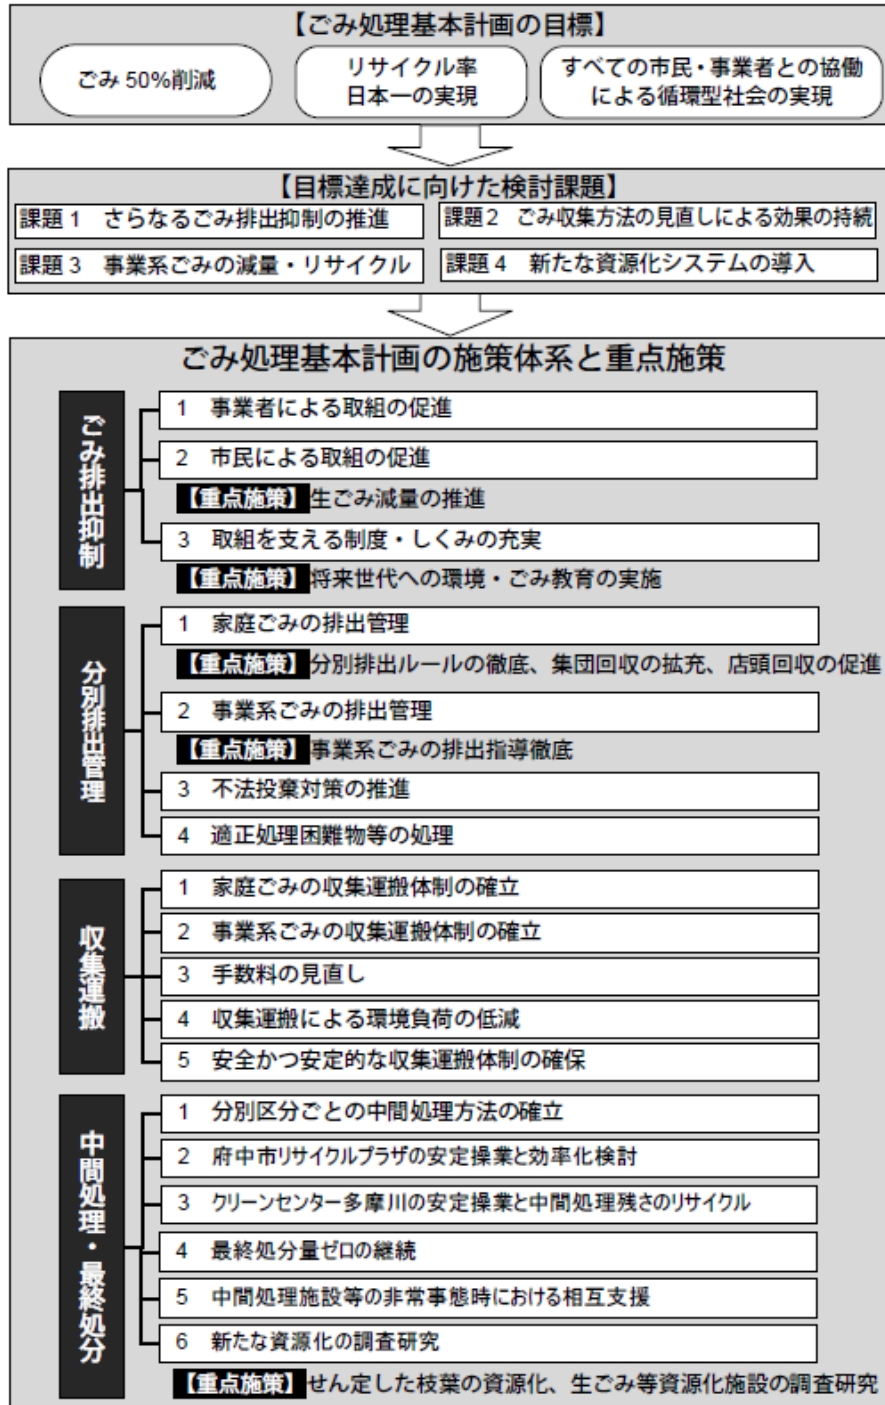 【ごみ処理基本計画の目標】
ごみ 50%削減
リサイクル率
日本一の実現
すべての市民・事業者との協働
による循環型社会の実現
【目標達成に向けた検討課題】
課題 1　さらなるごみ排出抑制の推進
課題 2　ごみ収集方法の見直しによる効果の持続
課題 3　事業系ごみの減量・リサイクル
課題 4　新たな資源化システムの導入
ごみ処理基本計画の施策体系と重点施策
ごみ排出抑制
1　事業者による取組の促進
2　市民による取組の促進
【重点施策】生ごみ減量の推進
3　取組を支える制度・しくみの充実
【重点施策】将来世代への環境・ごみ教育の実施
分別排出管理
1　家庭ごみの排出管理
【重点施策】分別排出ルールの徹底、集団回収の拡充、店頭回収の促進
2　事業系ごみの排出管理
【重点施策】事業系ごみの排出指導徹底
3　不法投棄対策の推進
4　適正処理困難物等の処理
収集運搬
1　家庭ごみの収集運搬体制の確立
2　事業系ごみの収集運搬体制の確立
3　手数料の見直し
4　収集運搬による環境負荷の低減
5　安全かつ安定的な収集運搬体制の確保
中間処理・最終処分
1　分別区分ごとの中間処理方法の確立
2　府中市リサイクルプラザの安定操業と効率化検討
3　クリーンセンター多摩川の安定操業と中間処理残さのリサイクル
4　最終処分量ゼロの継続
5　中間処理施設等の非常事態時における相互支援
6　新たな資源化の調査研究
【重点施策】せん定した枝葉の資源化、生ごみ等資源化施設の調査研究